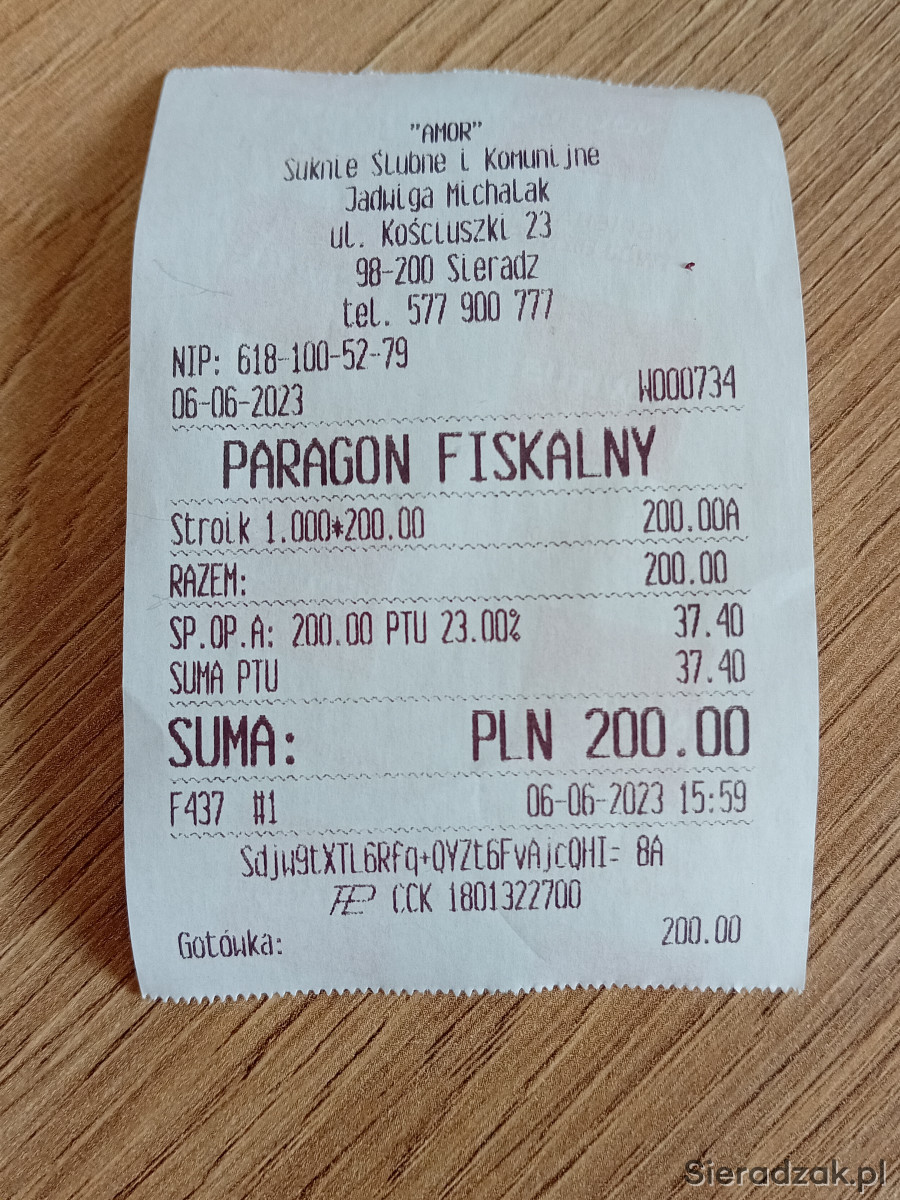 "AMOR"
Suknie Ślubne i Komunijne
Jadwiga Michalak
ul. Kościuszki 23
98-200 Sieradz
tel. 577 900 777
NIP: 618-100-52-79
06-06-2023 W000734
PARAGON FISKALNY
Stroik 1.000*200.00 200.00A
RAZEM: 200.00
SP.OP.A: 200.00 PTU 23.00% 37.40
SUMA PTU 37.40
SUMA: PLN 200.00
F437 #1 06-06-2023 15:59
Sdjw9tXTL6Rfq+QYZt6FvAjcQHI= 8A
CCK 1801322700
Gotówka: 200.00
Sieradzak.pl